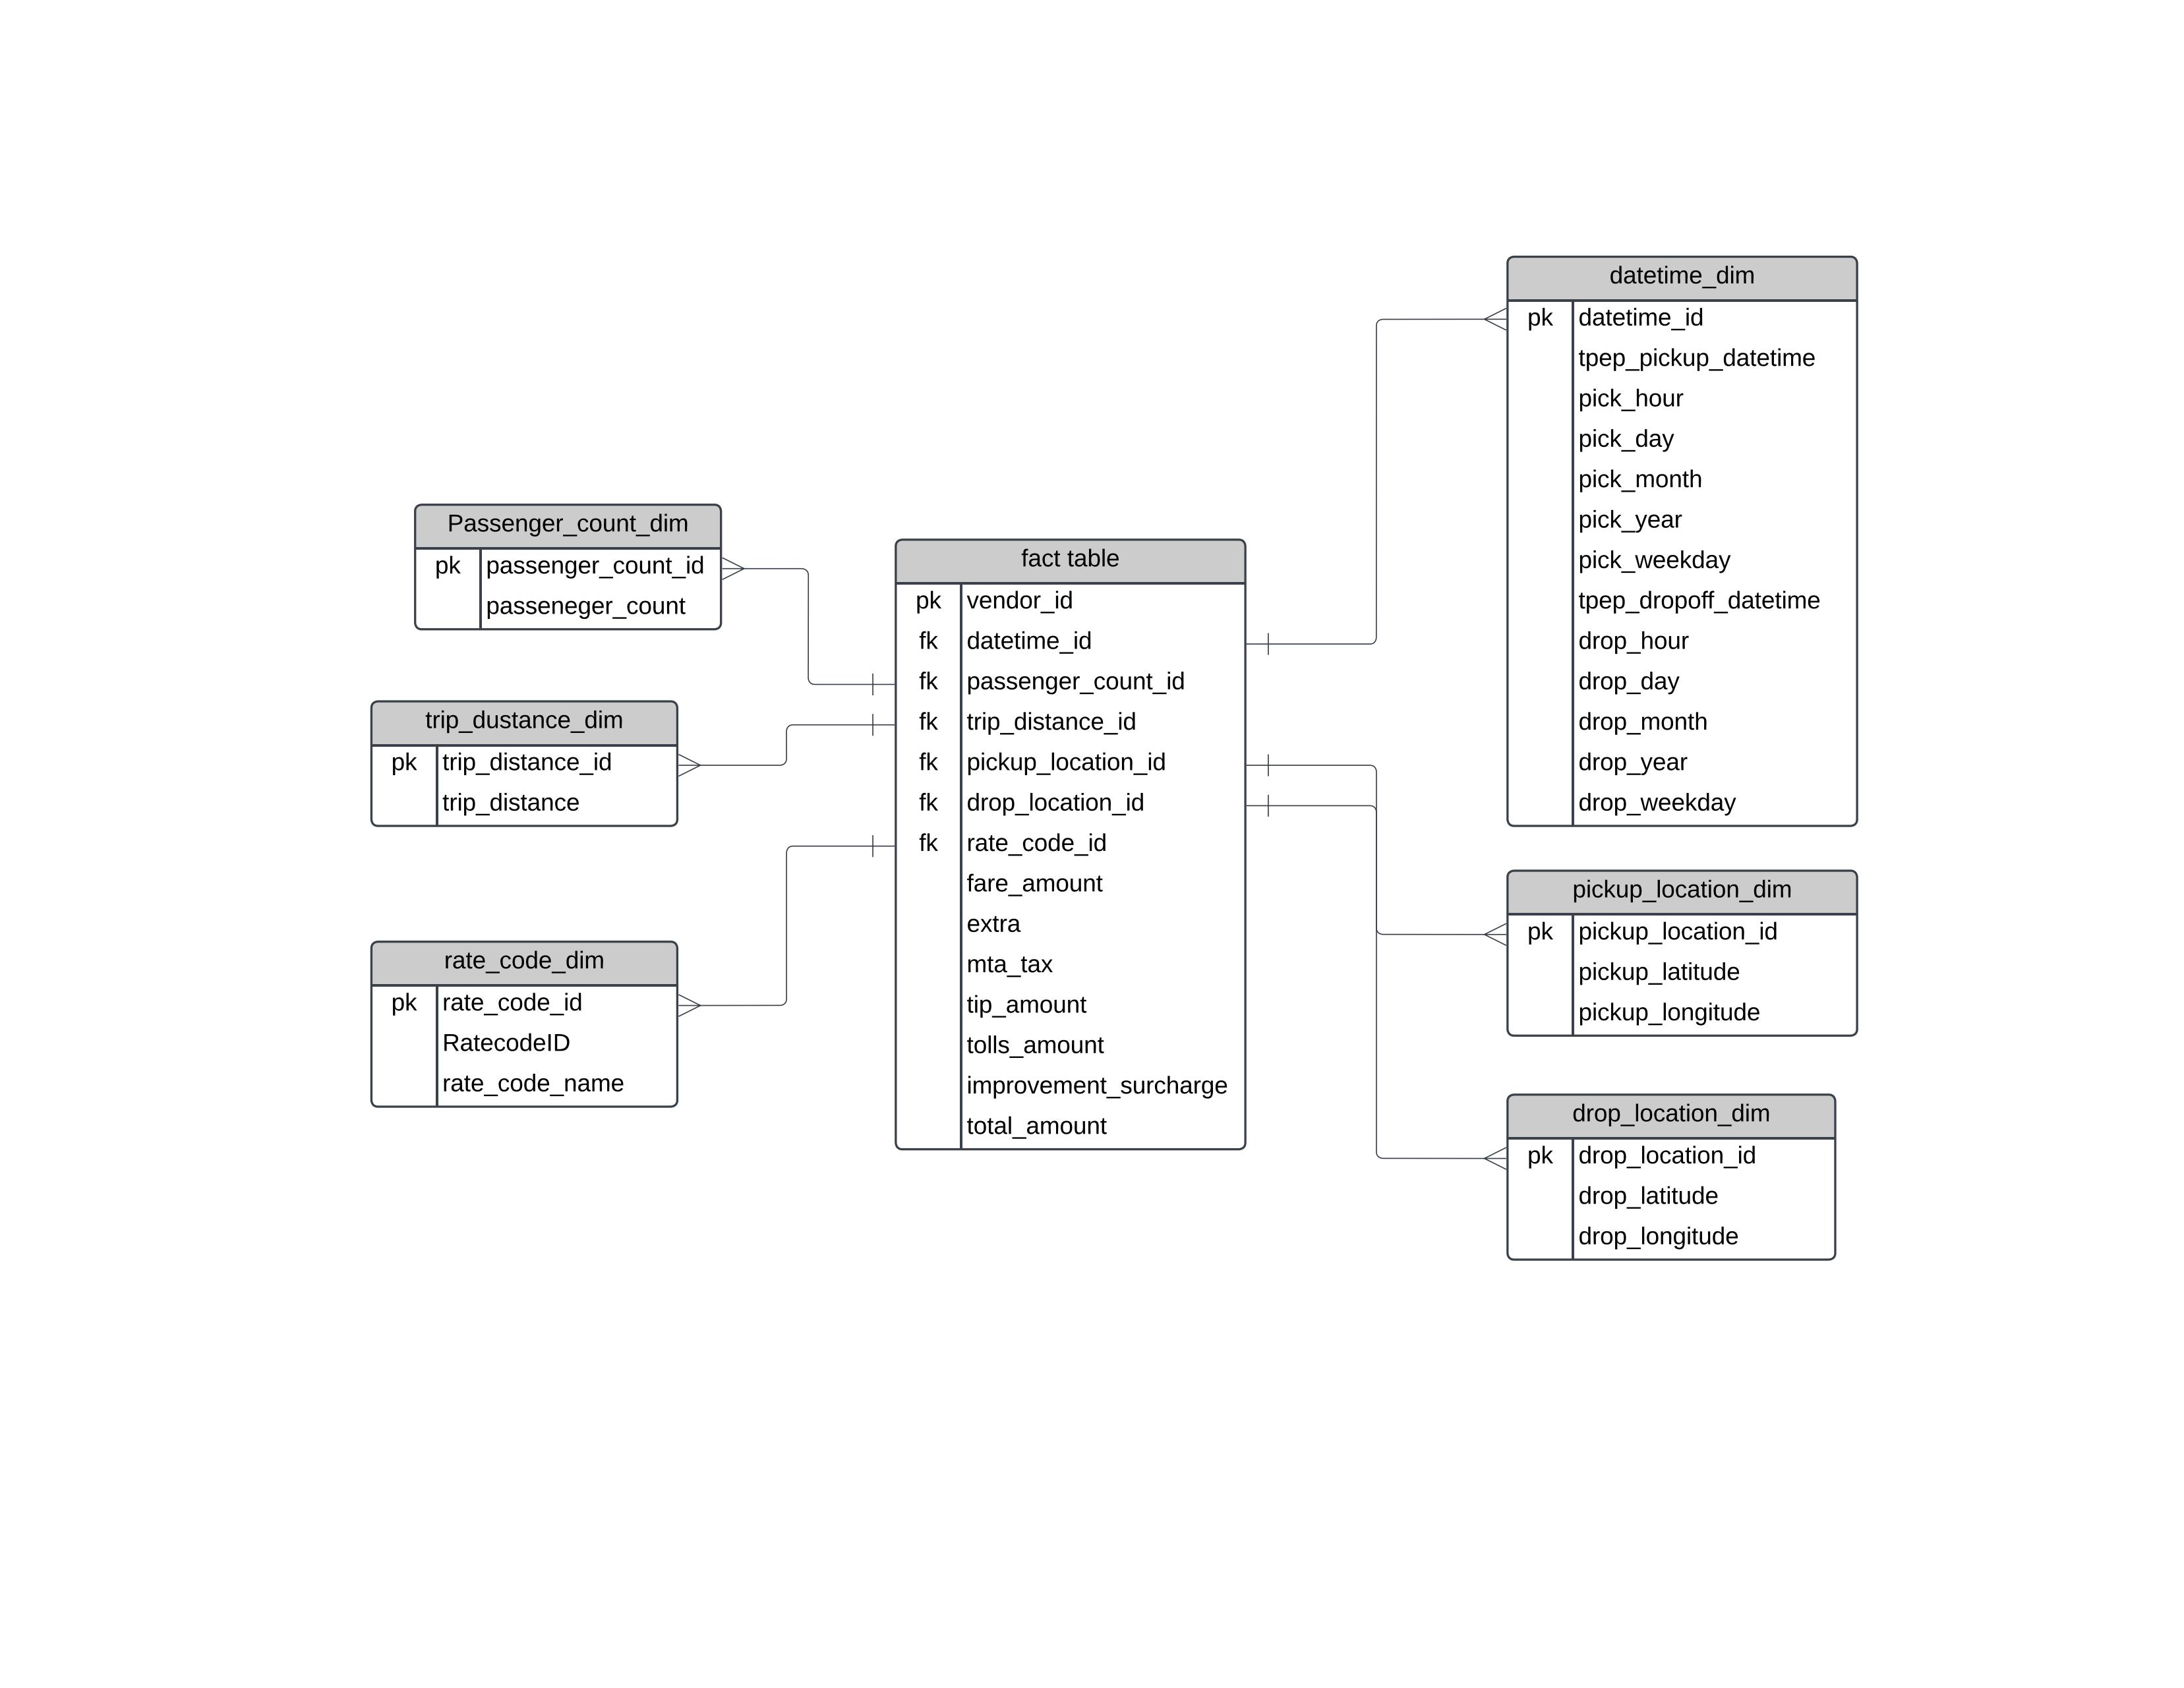 datetime_dim
pk datetime_id
tpep_pickup_datetime
pick_hour
pick_day
pick_month
pick_year
pick_weekday
tpep_dropoff_datetime
drop_hour
drop_day
drop_month
drop_year
drop_weekday
Passenger_count_dim
pk passenger_count_id
passeneger_count
fact table
pk vendor_id
fk datetime_id
fk passenger_count_id
fk trip_distance_id
fk pickup_location_id
fk drop_location_id
fk rate_code_id
fare_amount
extra
mta_tax
tip_amount
tolls_amount
improvement_surcharge
total_amount
trip_dustance_dim
pk trip_distance_id
trip_distance
rate_code_dim
pk rate_code_id
RatecodeID
rate_code_name
pickup_location_dim
pk pickup_location_id
pickup_latitude
pickup_longitude
drop_location_dim
pk drop_location_id
drop_latitude
drop_longitude